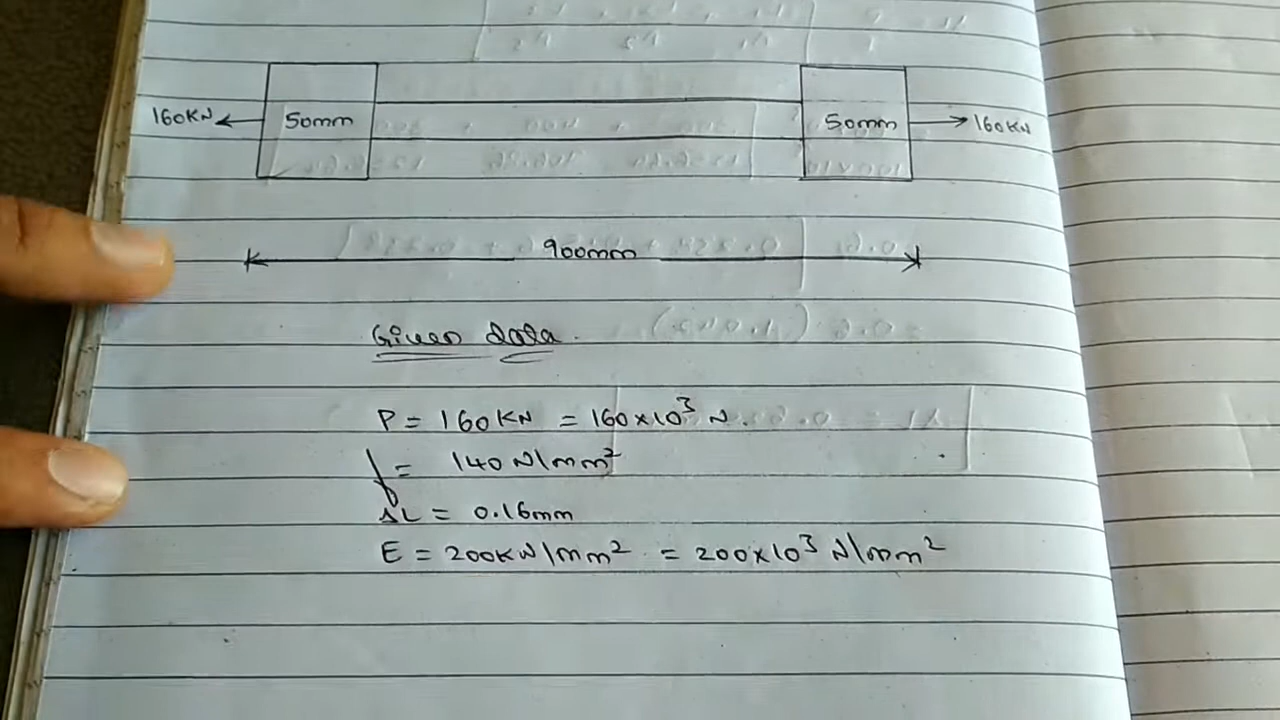 160KN 50mm 50mm 160KN
900mm
Given data.
P = 160KN = 160×10³ N.
f = 140 N/mm²
ΔL = 0.16mm
E = 200KN/mm² = 200×10³ N/mm²